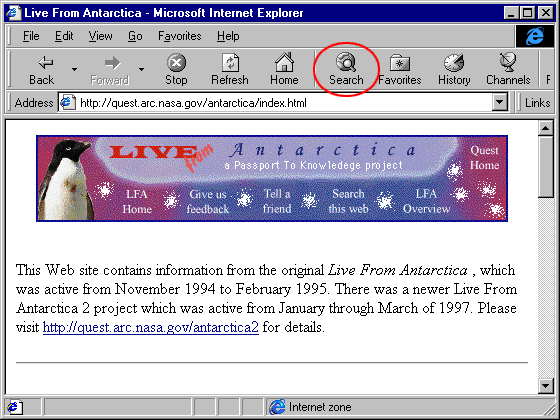 Live From Antarctica - Microsoft Internet Explorer
File Edit View Go Favorites Help
Back Forward Stop Refresh Home Search Favorites History Channels F
Address http://quest.arc.nasa.gov/antarctica/index.html Links
LIVE from Antarctica
a Passport To Knowledege project
Quest
Home
LFA
Home
Give us
feedback
Tell a
friend
Search
this web
LFA
Overview
This Web site contains information from the original Live From Antarctica , which
was active from November 1994 to February 1995. There was a newer Live From
Antarctica 2 project which was active from January through March of 1997. Please
visit http://quest.arc.nasa.gov/antarctica2 for details.
Internet zone